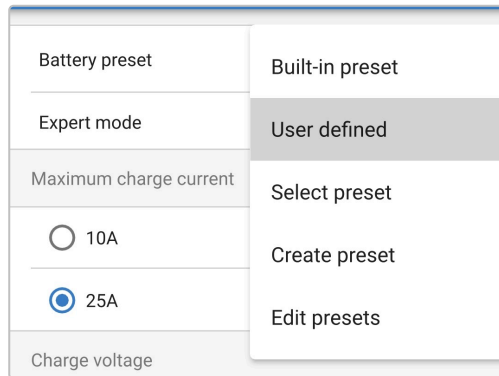 Battery preset
Expert mode
Maximum charge current
10A
25A
Charge voltage
Built-in preset
User defined
Select preset
Create preset
Edit presets